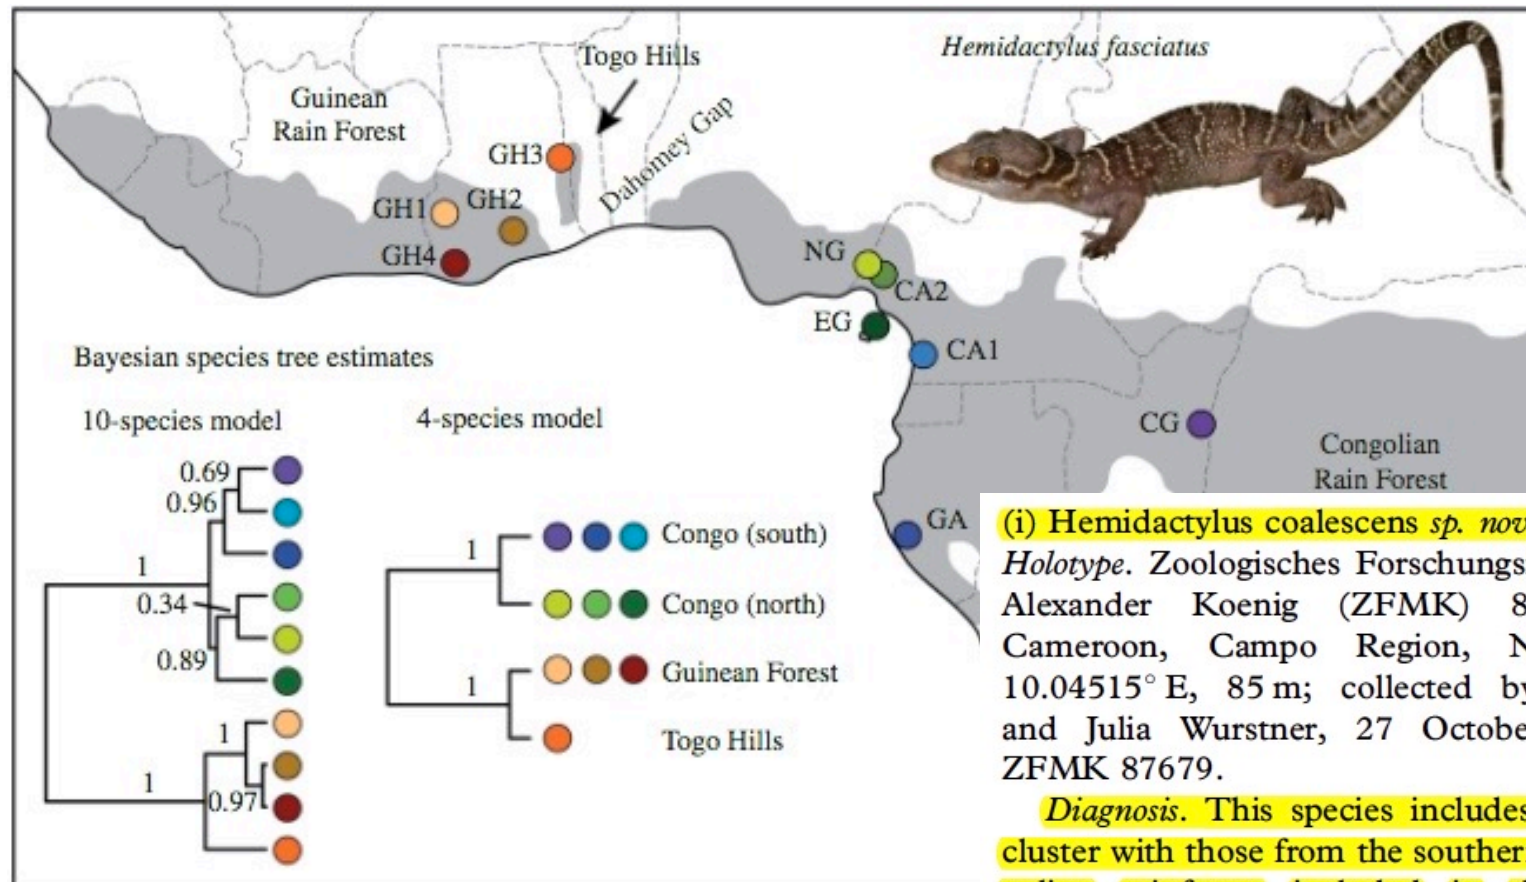 Togo Hills
Hemidactylus fasciatus
Guinean
Rain Forest
Dahomey Gap
GH3
GH1
GH2
GH4
NG
CA2
EG
CA1
CG
Congolian
Rain Forest
GA
Bayesian species tree estimates
10-species model
0.69
0.96
1
0.34
0.89
1
1
0.97
4-species model
1
Congo (south)
Congo (north)
1
Guinean Forest
Togo Hills
(i) Hemidactylus coalescens sp. nov
Holotype. Zoologisches Forschungs
Alexander Koenig (ZFMK) 8
Cameroon, Campo Region, N
10.04515° E, 85 m; collected by
and Julia Wurstner, 27 Octobe
ZFMK 87679.
Diagnosis. This species includes
cluster with those from the souther